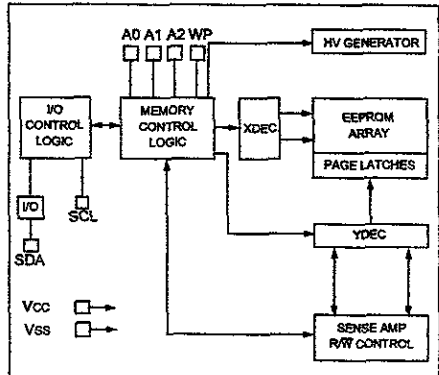 A0 A1 A2 WP
HV GENERATOR
I/O
CONTROL
LOGIC
MEMORY
CONTROL
LOGIC
XDEC
EEPROM
ARRAY
PAGE LATCHES
I/O
SCL
SDA
YDEC
VCC
VSS
SENSE AMP
R/W̅ CONTROL